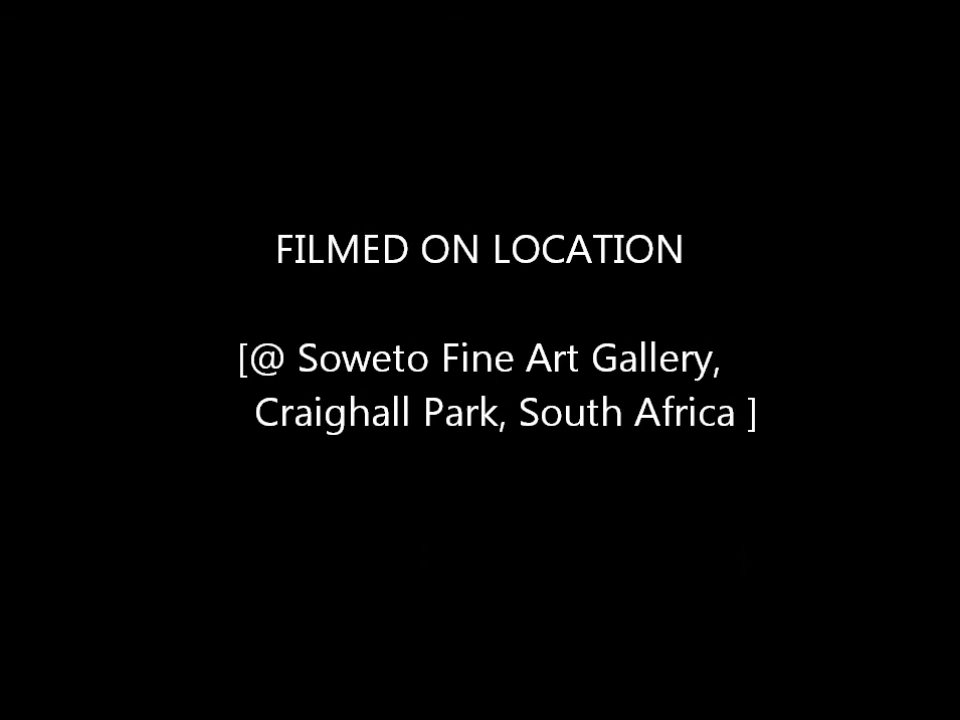 FILMED ON LOCATION
[@ Soweto Fine Art Gallery,
Craighall Park, South Africa ]